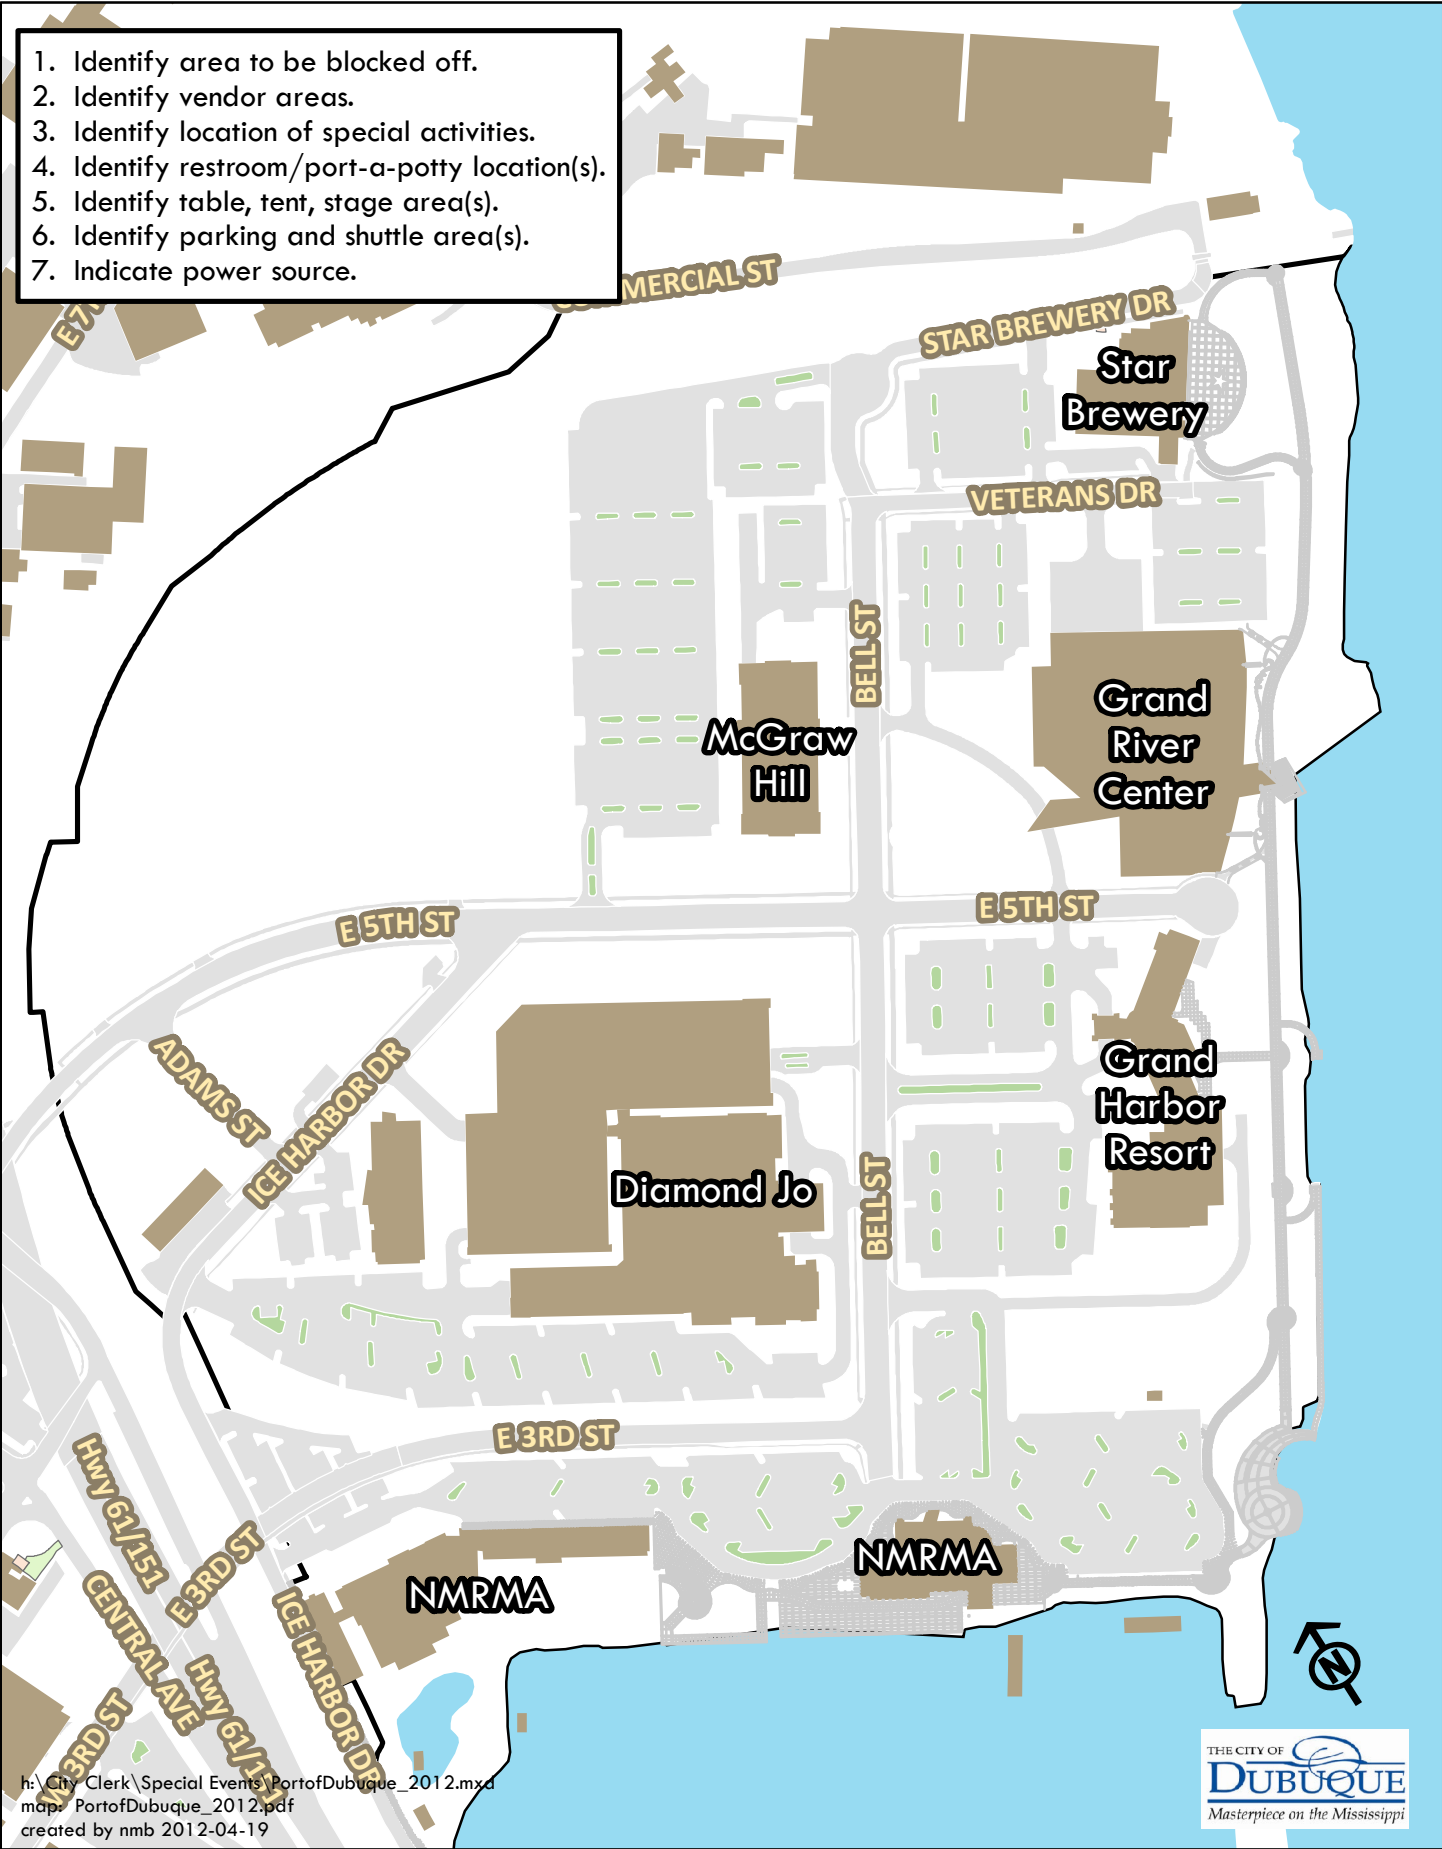 1. Identify area to be blocked off.
2. Identify vendor areas.
3. Identify location of special activities.
4. Identify restroom/port-a-potty location(s).
5. Identify table, tent, stage area(s).
6. Identify parking and shuttle area(s).
7. Indicate power source.
MERCIAL ST
E 7
STAR BREWERY DR
Star
Brewery
VETERANS DR
BELL ST
McGraw
Hill
Grand
River
Center
E 5TH ST
E 5TH ST
ADAMS ST
ICE HARBOR DR
Grand
Harbor
Resort
Diamond Jo
BELL ST
E 3RD ST
Hwy 61/151
E 3RD ST
NMRMA
NMRMA
CENTRAL AVE
ICE HARBOR DR
Hwy 61/151
W 3RD ST
N
h:\City Clerk\Special Events\PortofDubuque_2012.mxd
map: PortofDubuque_2012.pdf
created by nmb 2012-04-19
THE CITY OF
DUBUQUE
Masterpiece on the Mississippi